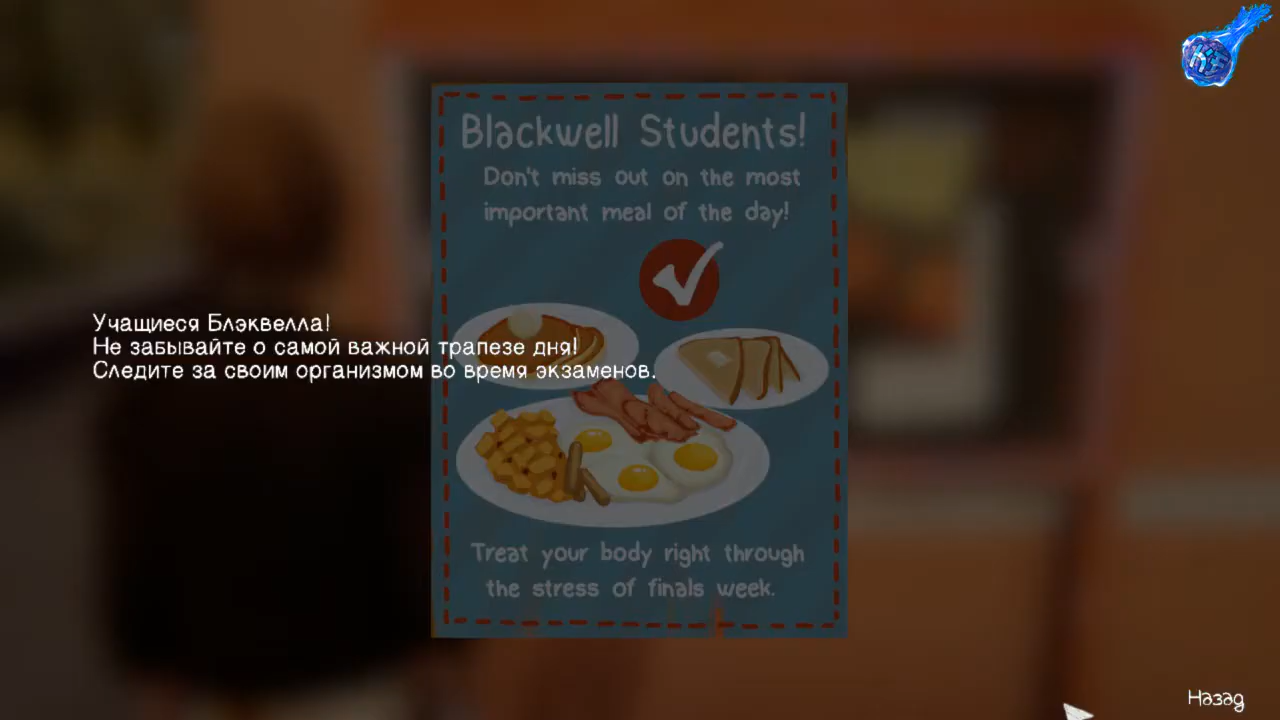 Blackwell Students!
Don't miss out on the most
important meal of the day!
Учащиеся Блэквелла!
Не забывайте о самой важной трапезе дня!
Следите за своим организмом во время экзаменов.
Treat your body right through
the stress of finals week.
Назад